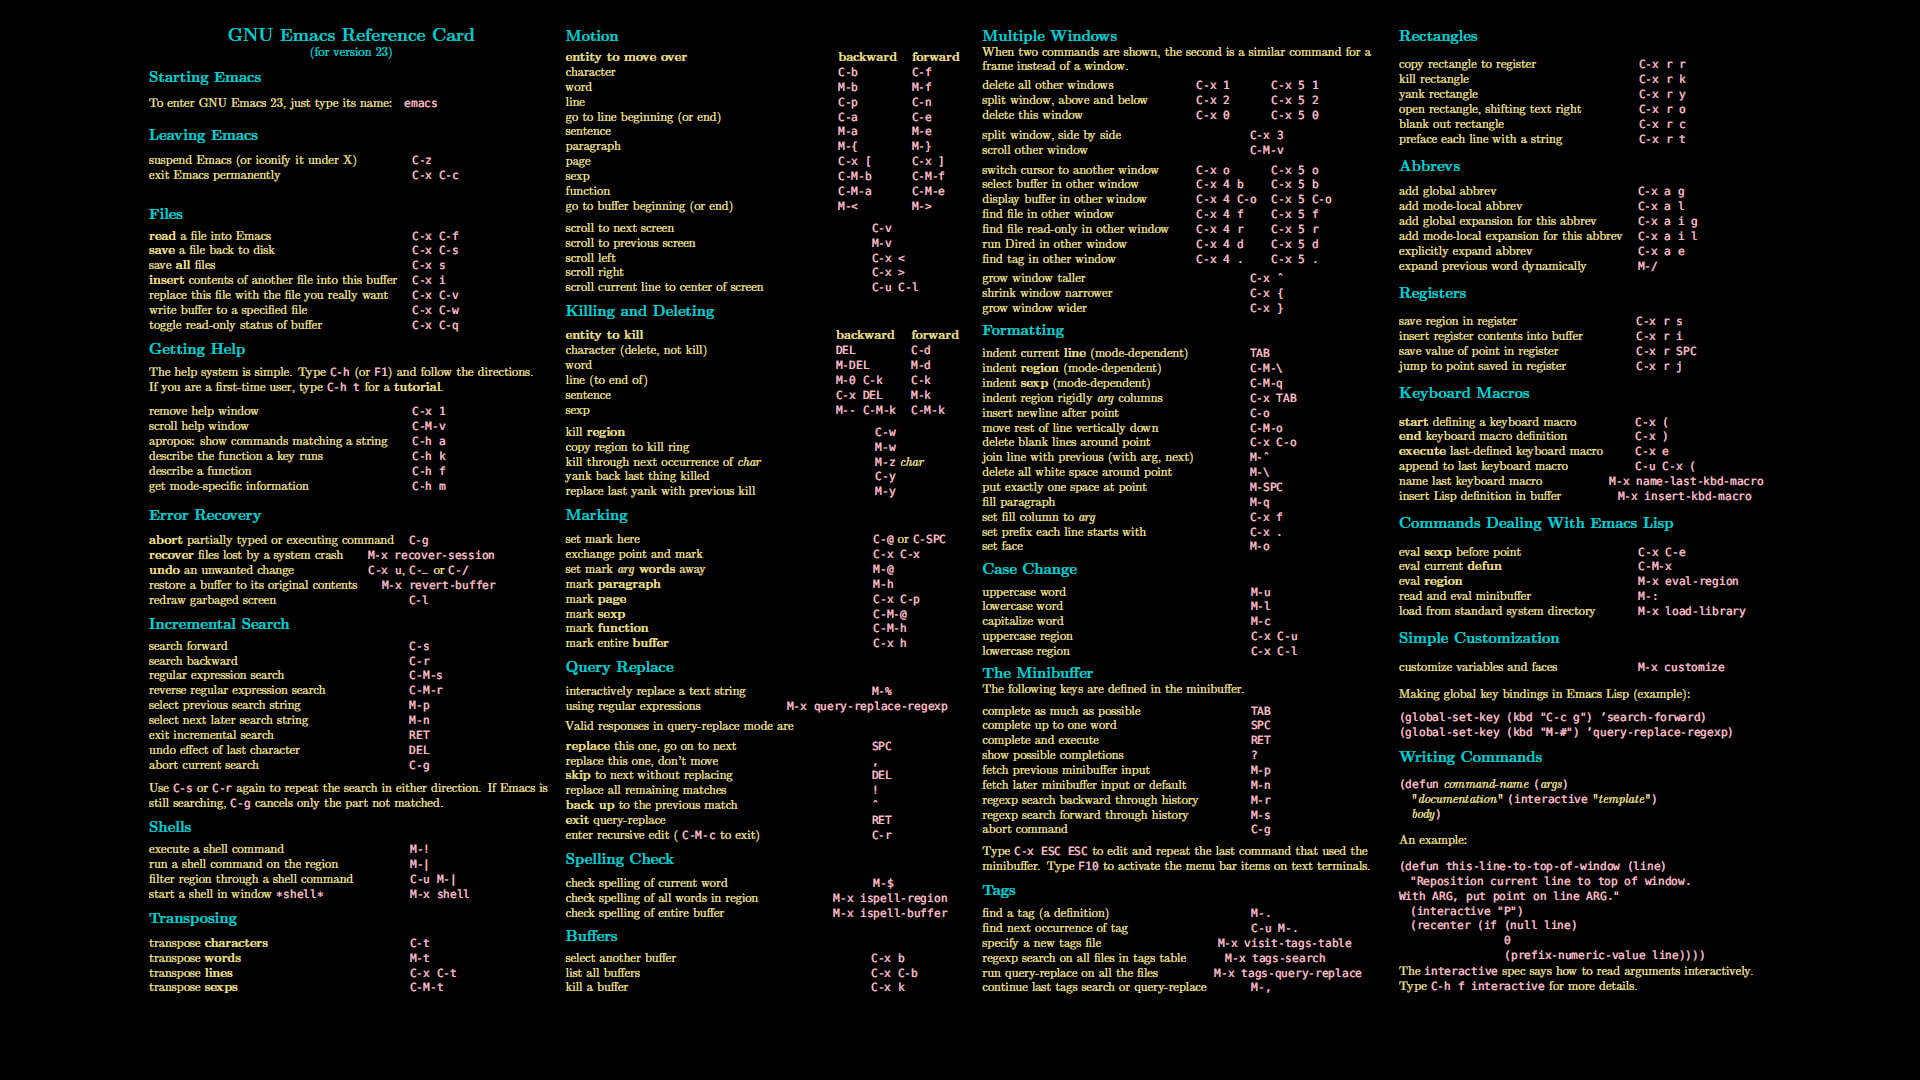 GNU Emacs Reference Card
(for version 23)
Starting Emacs
To enter GNU Emacs 23, just type its name: emacs
Leaving Emacs
suspend Emacs (or iconify it under X) C-z
exit Emacs permanently C-x C-c
Files
read a file into Emacs C-x C-f
save a file back to disk C-x C-s
save all files C-x s
insert contents of another file into this buffer C-x i
replace this file with the file you really want C-x C-v
write buffer to a specified file C-x C-w
toggle read-only status of buffer C-x C-q
Getting Help
The help system is simple. Type C-h (or F1) and follow the directions.
If you are a first-time user, type C-h t for a tutorial.
remove help window C-x 1
scroll help window C-M-v
apropos: show commands matching a string C-h a
describe the function a key runs C-h k
describe a function C-h f
get mode-specific information C-h m
Error Recovery
abort partially typed or executing command C-g
recover files lost by a system crash M-x recover-session
undo an unwanted change C-x u, C-_ or C-/
restore a buffer to its original contents M-x revert-buffer
redraw garbaged screen C-l
Incremental Search
search forward C-s
search backward C-r
regular expression search C-M-s
reverse regular expression search C-M-r
select previous search string M-p
select next later search string M-n
exit incremental search RET
undo effect of last character DEL
abort current search C-g
Use C-s or C-r again to repeat the search in either direction. If Emacs is
still searching, C-g cancels only the part not matched.
Shells
execute a shell command M-!
run a shell command on the region M-|
filter region through a shell command C-u M-|
start a shell in window *shell* M-x shell
Transposing
transpose characters C-t
transpose words M-t
transpose lines C-x C-t
transpose sexps C-M-t
Motion
entity to move over backward forward
character C-b C-f
word M-b M-f
line C-p C-n
go to line beginning (or end) C-a C-e
sentence M-a M-e
paragraph M-{ M-}
page C-x [ C-x ]
sexp C-M-b C-M-f
function C-M-a C-M-e
go to buffer beginning (or end) M-< M->
scroll to next screen C-v
scroll to previous screen M-v
scroll left C-x <
scroll right C-x >
scroll current line to center of screen C-u C-l
Killing and Deleting
entity to kill backward forward
character (delete, not kill) DEL C-d
word M-DEL M-d
line (to end of) M-0 C-k C-k
sentence C-x DEL M-k
sexp M-- C-M-k C-M-k
kill region C-w
copy region to kill ring M-w
kill through next occurrence of char M-z char
yank back last thing killed C-y
replace last yank with previous kill M-y
Marking
set mark here C-@ or C-SPC
exchange point and mark C-x C-x
set mark arg words away M-@
mark paragraph M-h
mark page C-x C-p
mark sexp C-M-@
mark function C-M-h
mark entire buffer C-x h
Query Replace
interactively replace a text string M-%
using regular expressions M-x query-replace-regexp
Valid responses in query-replace mode are
replace this one, go on to next SPC
replace this one, don't move ,
skip to next without replacing DEL
replace all remaining matches !
back up to the previous match ^
exit query-replace RET
enter recursive edit ( C-M-c to exit) C-r
Spelling Check
check spelling of current word M-$
check spelling of all words in region M-x ispell-region
check spelling of entire buffer M-x ispell-buffer
Buffers
select another buffer C-x b
list all buffers C-x C-b
kill a buffer C-x k
Multiple Windows
When two commands are shown, the second is a similar command for a
frame instead of a window.
delete all other windows C-x 1 C-x 5 1
split window, above and below C-x 2 C-x 5 2
delete this window C-x 0 C-x 5 0
split window, side by side C-x 3
scroll other window C-M-v
switch cursor to another window C-x o C-x 5 o
select buffer in other window C-x 4 b C-x 5 b
display buffer in other window C-x 4 C-o C-x 5 C-o
find file in other window C-x 4 f C-x 5 f
find file read-only in other window C-x 4 r C-x 5 r
run Dired in other window C-x 4 d C-x 5 d
find tag in other window C-x 4 . C-x 5 .
grow window taller C-x ^
shrink window narrower C-x {
grow window wider C-x }
Formatting
indent current line (mode-dependent) TAB
indent region (mode-dependent) C-M-\
indent sexp (mode-dependent) C-M-q
indent region rigidly arg columns C-x TAB
insert newline after point C-o
move rest of line vertically down C-M-o
delete blank lines around point C-x C-o
join line with previous (with arg, next) M-^
delete all white space around point M-\
put exactly one space at point M-SPC
fill paragraph M-q
set fill column to arg C-x f
set prefix each line starts with C-x .
set face M-o
Case Change
uppercase word M-u
lowercase word M-l
capitalize word M-c
uppercase region C-x C-u
lowercase region C-x C-l
The Minibuffer
The following keys are defined in the minibuffer.
complete as much as possible TAB
complete up to one word SPC
complete and execute RET
show possible completions ?
fetch previous minibuffer input M-p
fetch later minibuffer input or default M-n
regexp search backward through history M-r
regexp search forward through history M-s
abort command C-g
Type C-x ESC ESC to edit and repeat the last command that used the
minibuffer. Type F10 to activate the menu bar items on text terminals.
Tags
find a tag (a definition) M-.
find next occurrence of tag C-u M-.
specify a new tags file M-x visit-tags-table
regexp search on all files in tags table M-x tags-search
run query-replace on all the files M-x tags-query-replace
continue last tags search or query-replace M-,
Rectangles
copy rectangle to register C-x r r
kill rectangle C-x r k
yank rectangle C-x r y
open rectangle, shifting text right C-x r o
blank out rectangle C-x r c
preface each line with a string C-x r t
Abbrevs
add global abbrev C-x a g
add mode-local abbrev C-x a l
add global expansion for this abbrev C-x a i g
add mode-local expansion for this abbrev C-x a i l
explicitly expand abbrev C-x a e
expand previous word dynamically M-/
Registers
save region in register C-x r s
insert register contents into buffer C-x r i
save value of point in register C-x r SPC
jump to point saved in register C-x r j
Keyboard Macros
start defining a keyboard macro C-x (
end keyboard macro definition C-x )
execute last-defined keyboard macro C-x e
append to last keyboard macro C-u C-x (
name last keyboard macro M-x name-last-kbd-macro
insert Lisp definition in buffer M-x insert-kbd-macro
Commands Dealing With Emacs Lisp
eval sexp before point C-x C-e
eval current defun C-M-x
eval region M-x eval-region
read and eval minibuffer M-:
load from standard system directory M-x load-library
Simple Customization
customize variables and faces M-x customize
Making global key bindings in Emacs Lisp (example):
(global-set-key (kbd "C-c g") 'search-forward)
(global-set-key (kbd "M-#") 'query-replace-regexp)
Writing Commands
(defun command-name (args)
"documentation" (interactive "template")
body)
An example:
(defun this-line-to-top-of-window (line)
"Reposition current line to top of window.
With ARG, put point on line ARG."
(interactive "P")
(recenter (if (null line)
0
(prefix-numeric-value line))))
The interactive spec says how to read arguments interactively.
Type C-h f interactive for more details.